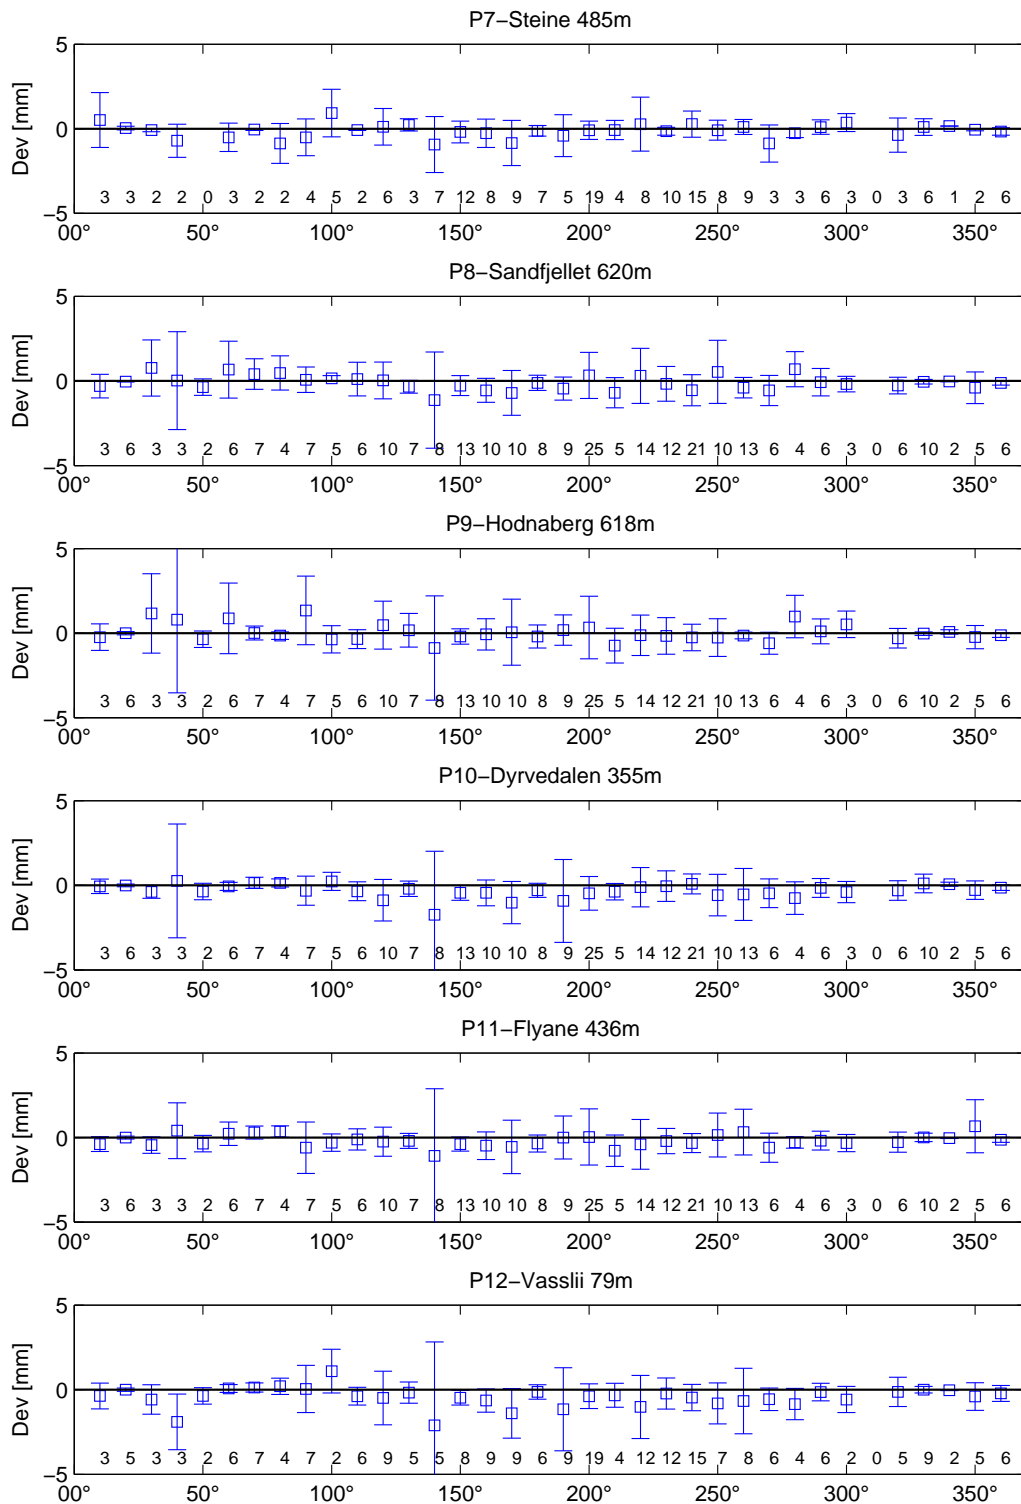 P7−Steine 485m
5
Dev [mm]
0
3 3 2 2 0 3 2 2 4 5 2 6 3 7 12 8 9 7 5 19 4 8 10 15 8 9 3 3 6 3 0 3 6 1 2 6
−5
00° 50° 100° 150° 200° 250° 300° 350°
P8−Sandfjellet 620m
5
Dev [mm]
0
3 6 3 3 2 6 7 4 7 5 6 10 7 8 13 10 10 8 9 25 5 14 12 21 10 13 6 4 6 3 0 6 10 2 5 6
−5
00° 50° 100° 150° 200° 250° 300° 350°
P9−Hodnaberg 618m
5
Dev [mm]
0
3 6 3 3 2 6 7 4 7 5 6 10 7 8 13 10 10 8 9 25 5 14 12 21 10 13 6 4 6 3 0 6 10 2 5 6
−5
00° 50° 100° 150° 200° 250° 300° 350°
P10−Dyrvedalen 355m
5
Dev [mm]
0
3 6 3 3 2 6 7 4 7 5 6 10 7 8 13 10 10 8 9 25 5 14 12 21 10 13 6 4 6 3 0 6 10 2 5 6
−5
00° 50° 100° 150° 200° 250° 300° 350°
P11−Flyane 436m
5
Dev [mm]
0
3 6 3 3 2 6 7 4 7 5 6 10 7 8 13 10 10 8 9 25 5 14 12 21 10 13 6 4 6 3 0 6 10 2 5 6
−5
00° 50° 100° 150° 200° 250° 300° 350°
P12−Vasslii 79m
5
Dev [mm]
0
3 5 3 3 2 6 7 4 7 2 6 9 5 5 8 9 9 6 9 19 4 12 12 15 7 8 6 4 6 2 0 5 9 2 5 6
−5
00° 50° 100° 150° 200° 250° 300° 350°